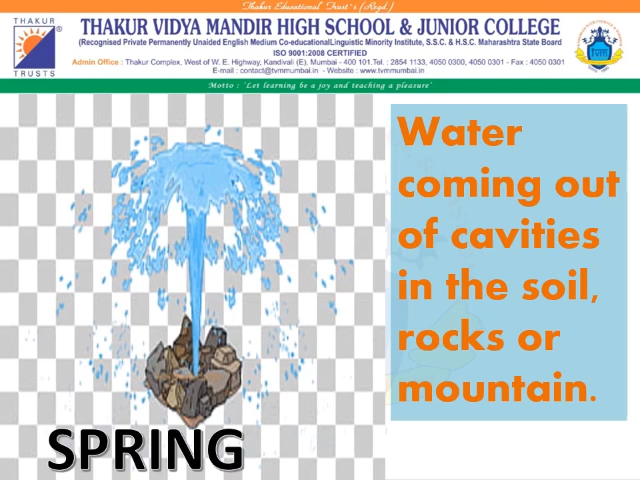 Thakur Educational Trust's (Regd.)
THAKUR
TRUSTS
THAKUR VIDYA MANDIR HIGH SCHOOL & JUNIOR COLLEGE
(Recognised Private Permanently Unaided English Medium Co-educationalLinguistic Minority Institute, S.S.C. & H.S.C. Maharashtra State Board
ISO 9001:2008 CERTIFIED
Admin Office : Thakur Complex, West of W. E. Highway, Kandivali (E), Mumbai - 400 101.Tel. : 2854 1133, 4050 0300, 4050 0301 - Fax : 4050 0301
E-mail : contact@tvmmumbai.in - Website : www.tvmmumbai.in
Motto : 'Let learning be a joy and teaching a pleasure'
Water
coming out
of cavities
in the soil,
rocks or
mountain.
SPRING